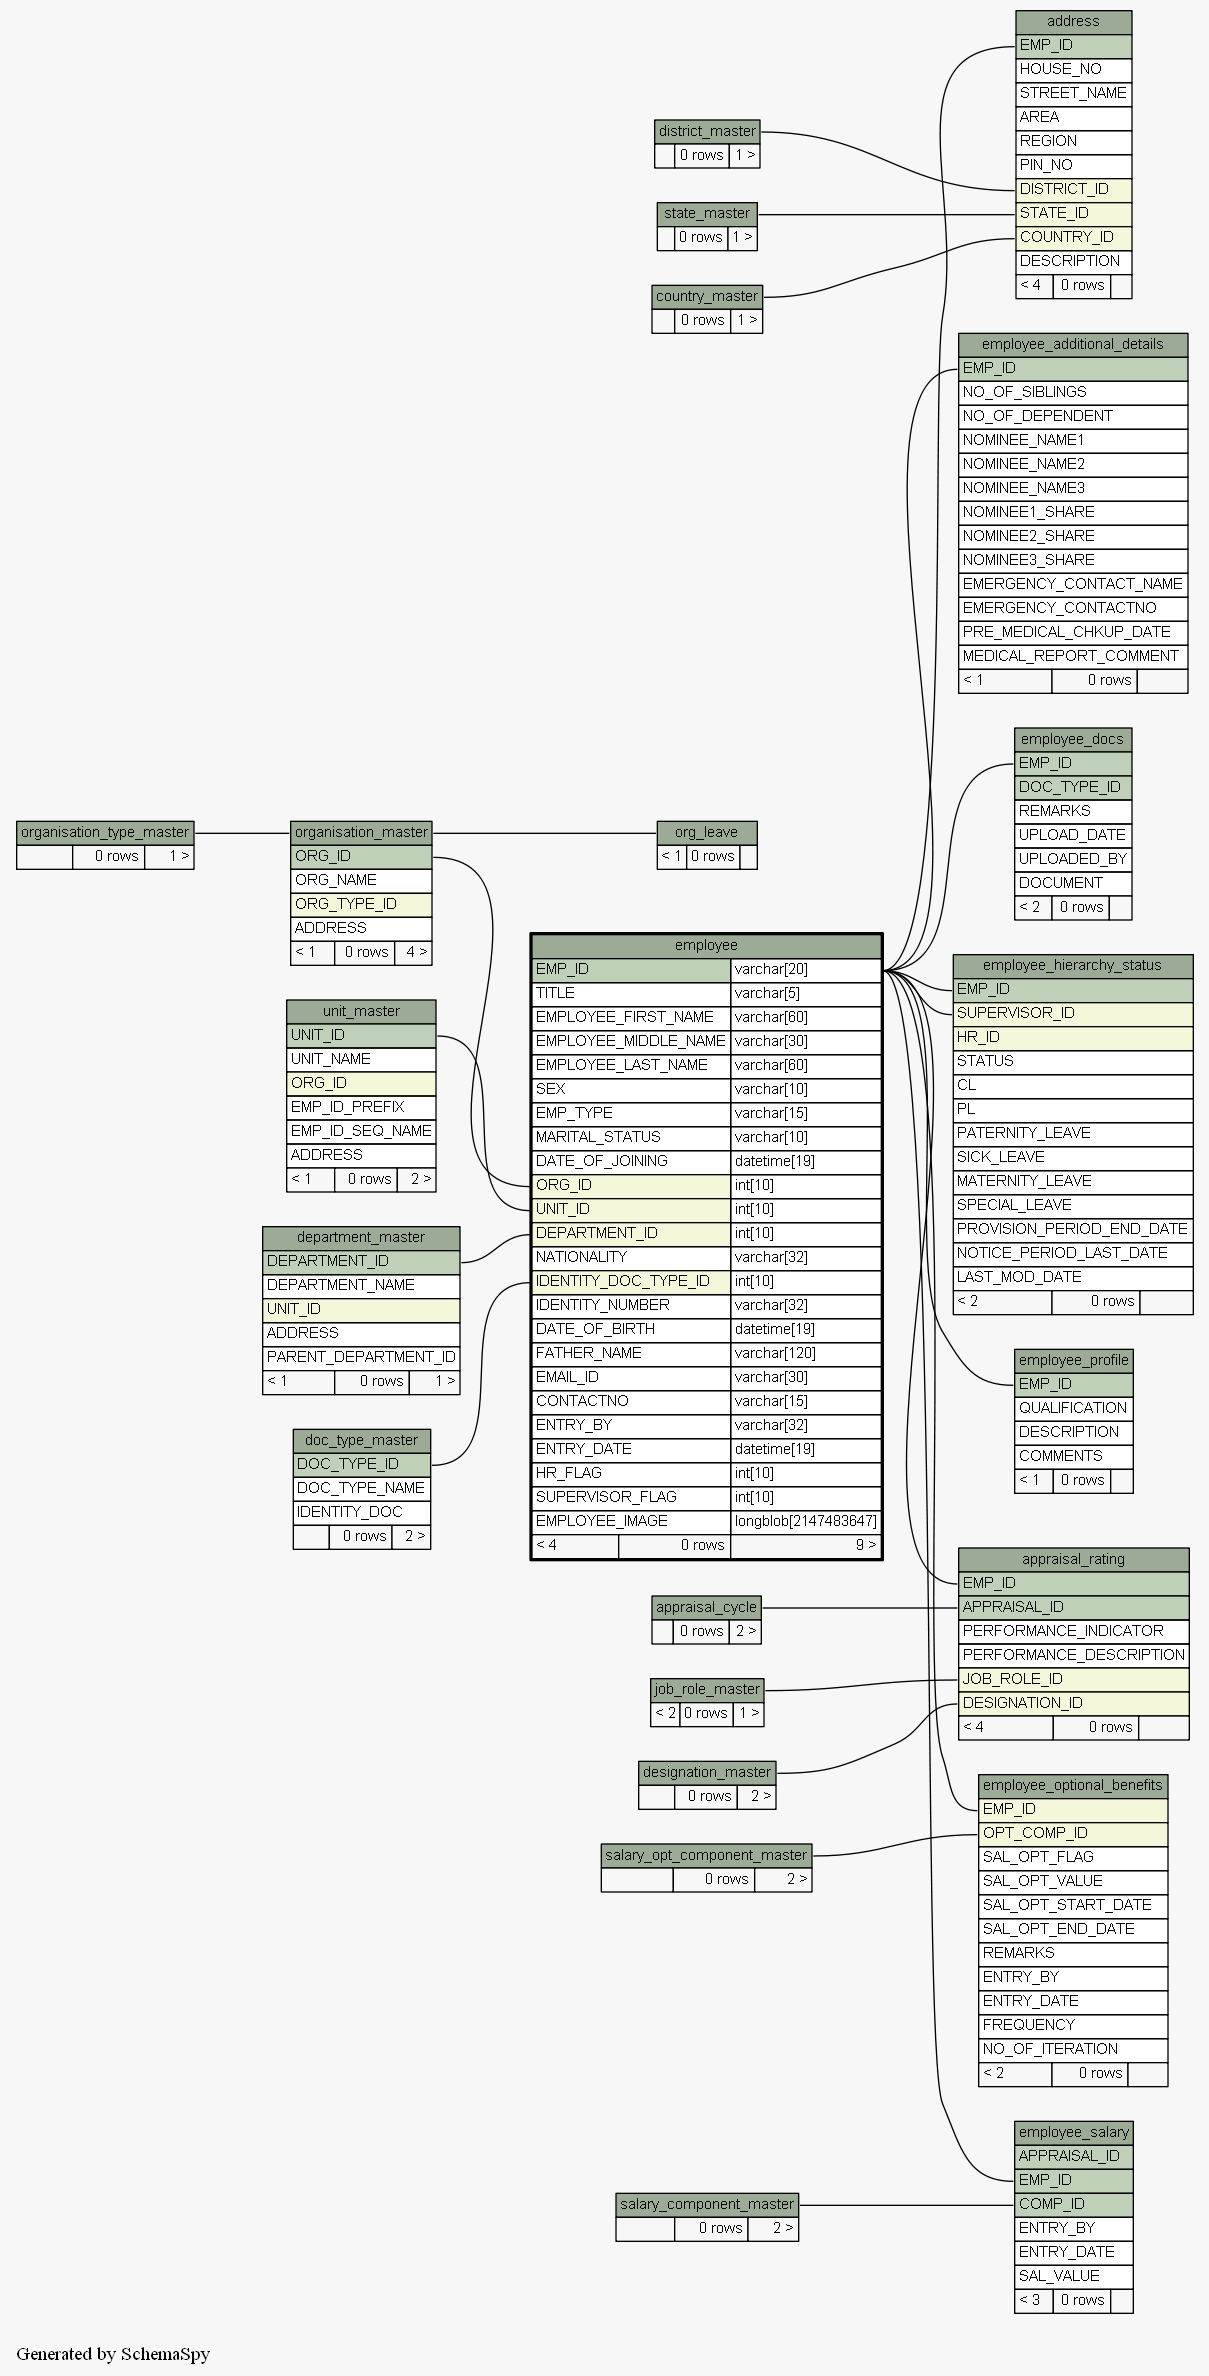 address
EMP_ID
HOUSE_NO
STREET_NAME
AREA
REGION
PIN_NO
DISTRICT_ID
STATE_ID
COUNTRY_ID
DESCRIPTION
< 4 0 rows
district_master
0 rows 1 >
state_master
0 rows 1 >
country_master
0 rows 1 >
employee_additional_details
EMP_ID
NO_OF_SIBLINGS
NO_OF_DEPENDENT
NOMINEE_NAME1
NOMINEE_NAME2
NOMINEE_NAME3
NOMINEE1_SHARE
NOMINEE2_SHARE
NOMINEE3_SHARE
EMERGENCY_CONTACT_NAME
EMERGENCY_CONTACTNO
PRE_MEDICAL_CHKUP_DATE
MEDICAL_REPORT_COMMENT
< 1 0 rows
employee_docs
EMP_ID
DOC_TYPE_ID
REMARKS
UPLOAD_DATE
UPLOADED_BY
DOCUMENT
< 2 0 rows
organisation_type_master
0 rows 1 >
organisation_master
ORG_ID
ORG_NAME
ORG_TYPE_ID
ADDRESS
< 1 0 rows 4 >
org_leave
< 1 0 rows
unit_master
UNIT_ID
UNIT_NAME
ORG_ID
EMP_ID_PREFIX
EMP_ID_SEQ_NAME
ADDRESS
< 1 0 rows 2 >
department_master
DEPARTMENT_ID
DEPARTMENT_NAME
UNIT_ID
ADDRESS
PARENT_DEPARTMENT_ID
< 1 0 rows 1 >
doc_type_master
DOC_TYPE_ID
DOC_TYPE_NAME
IDENTITY_DOC
0 rows 2 >
employee
EMP_ID varchar[20]
TITLE varchar[5]
EMPLOYEE_FIRST_NAME varchar[60]
EMPLOYEE_MIDDLE_NAME varchar[30]
EMPLOYEE_LAST_NAME varchar[60]
SEX varchar[10]
EMP_TYPE varchar[15]
MARITAL_STATUS varchar[10]
DATE_OF_JOINING datetime[19]
ORG_ID int[10]
UNIT_ID int[10]
DEPARTMENT_ID int[10]
NATIONALITY varchar[32]
IDENTITY_DOC_TYPE_ID int[10]
IDENTITY_NUMBER varchar[32]
DATE_OF_BIRTH datetime[19]
FATHER_NAME varchar[120]
EMAIL_ID varchar[30]
CONTACTNO varchar[15]
ENTRY_BY varchar[32]
ENTRY_DATE datetime[19]
HR_FLAG int[10]
SUPERVISOR_FLAG int[10]
EMPLOYEE_IMAGE longblob[2147483647]
< 4 0 rows 9 >
employee_hierarchy_status
EMP_ID
SUPERVISOR_ID
HR_ID
STATUS
CL
PL
PATERNITY_LEAVE
SICK_LEAVE
MATERNITY_LEAVE
SPECIAL_LEAVE
PROVISION_PERIOD_END_DATE
NOTICE_PERIOD_LAST_DATE
LAST_MOD_DATE
< 2 0 rows
employee_profile
EMP_ID
QUALIFICATION
DESCRIPTION
COMMENTS
< 1 0 rows
appraisal_rating
EMP_ID
APPRAISAL_ID
PERFORMANCE_INDICATOR
PERFORMANCE_DESCRIPTION
JOB_ROLE_ID
DESIGNATION_ID
< 4 0 rows
appraisal_cycle
0 rows 2 >
job_role_master
< 2 0 rows 1 >
designation_master
0 rows 2 >
employee_optional_benefits
EMP_ID
OPT_COMP_ID
SAL_OPT_FLAG
SAL_OPT_VALUE
SAL_OPT_START_DATE
SAL_OPT_END_DATE
REMARKS
ENTRY_BY
ENTRY_DATE
FREQUENCY
NO_OF_ITERATION
< 2 0 rows
salary_opt_component_master
0 rows 2 >
employee_salary
APPRAISAL_ID
EMP_ID
COMP_ID
ENTRY_BY
ENTRY_DATE
SAL_VALUE
< 3 0 rows
salary_component_master
0 rows 2 >
Generated by SchemaSpy